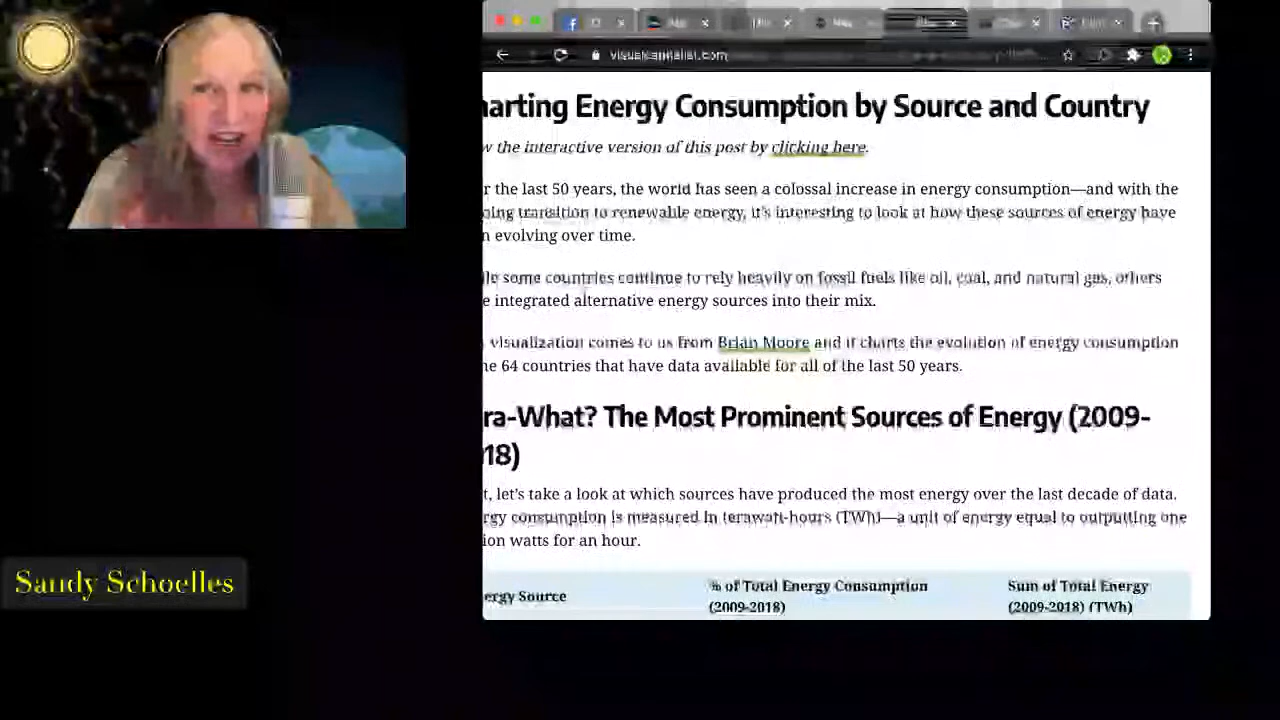 visualcapitalist.com
harting Energy Consumption by Source and Country
w the interactive version of this post by clicking here.
r the last 50 years, the world has seen a colossal increase in energy consumption—and with the
oing transition to renewable energy, it's interesting to look at how these sources of energy have
n evolving over time.
le some countries continue to rely heavily on fossil fuels like oil, coal, and natural gas, others
e integrated alternative energy sources into their mix.
visualization comes to us from Brian Moore and it charts the evolution of energy consumption
he 64 countries that have data available for all of the last 50 years.
ra-What? The Most Prominent Sources of Energy (2009-
18)
t, let's take a look at which sources have produced the most energy over the last decade of data.
rgy consumption is measured in terawatt-hours (TWh)—a unit of energy equal to outputting one
ion watts for an hour.
ergy Source
% of Total Energy Consumption
(2009-2018)
Sum of Total Energy
(2009-2018) (TWh)
Sandy Schoelles